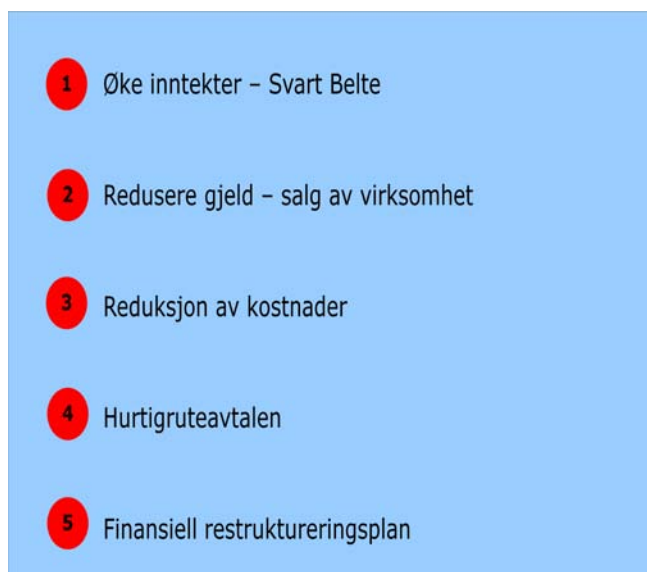 1 Øke inntekter – Svart Belte
2 Redusere gjeld – salg av virksomhet
3 Reduksjon av kostnader
4 Hurtigruteavtalen
5 Finansiell restruktureringsplan